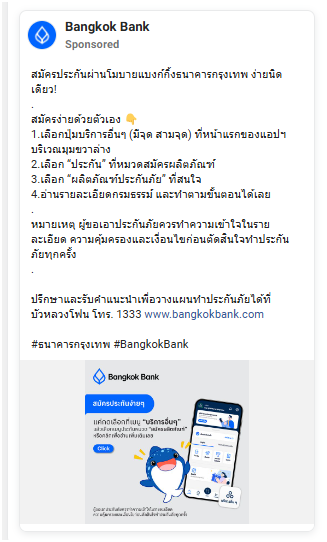 Bangkok Bank
Sponsored
สมัครประกันผ่านโมบายแบงก์กิ้งธนาคารกรุงเทพ ง่ายนิด
เดียว!
.
สมัครง่ายด้วยตัวเอง 👇
1.เลือกปุ่มบริการอื่นๆ (มีจุด สามจุด) ที่หน้าแรกของแอปฯ
บริเวณมุมขวาล่าง
2.เลือก “ประกัน” ที่หมวดสมัครผลิตภัณฑ์
3.เลือก “ผลิตภัณฑ์ประกันภัย” ที่สนใจ
4.อ่านรายละเอียดกรมธรรม์ และทำตามขั้นตอนได้เลย
.
หมายเหตุ ผู้ขอเอาประกันภัยควรทำความเข้าใจในราย
ละเอียด ความคุ้มครองและเงื่อนไขก่อนตัดสินใจทำประกัน
ภัยทุกครั้ง
.
ปรึกษาและรับคำแนะนำเพื่อวางแผนทำประกันภัยได้ที่
บัวหลวงโฟน โทร. 1333 www.bangkokbank.com
#ธนาคารกรุงเทพ #BangkokBank
Bangkok Bank
สมัครประกันง่ายๆ
แค่กดเลือกที่เมนู “บริการอื่นๆ”
Click